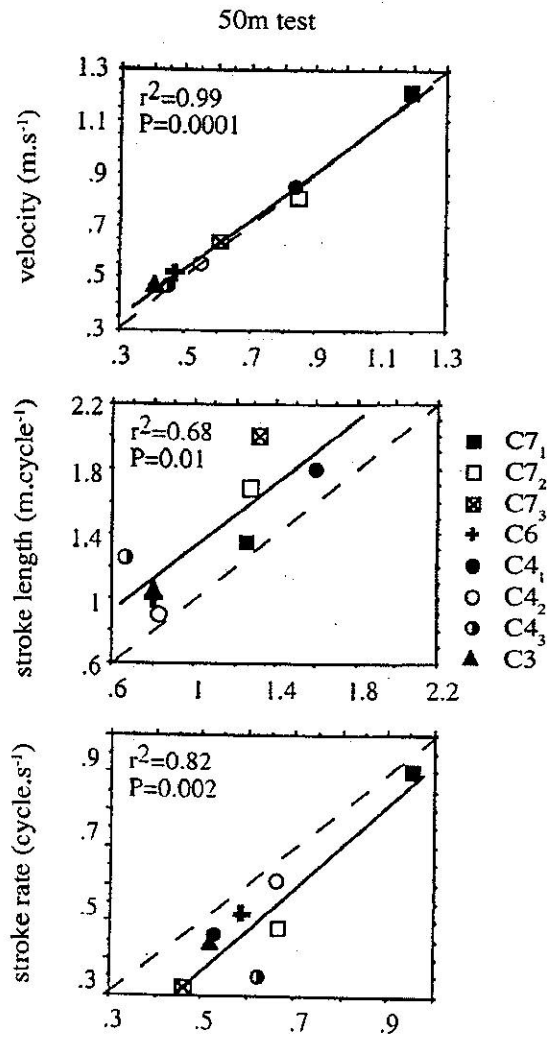 50m test
velocity (m.s⁻¹)
1.3
1.1
.9
.7
.5
.3
r²=0.99
P=0.0001
.3 .5 .7 .9 1.1 1.3
stroke length (m.cycle⁻¹)
2.2
1.8
1.4
1
.6
r²=0.68
P=0.01
.6 1 1.4 1.8 2.2
C7₁
C7₂
C7₃
C6
C4₁
C4₂
C4₃
C3
stroke rate (cycle.s⁻¹)
.9
.7
.5
.3
r²=0.82
P=0.002
.3 .5 .7 .9